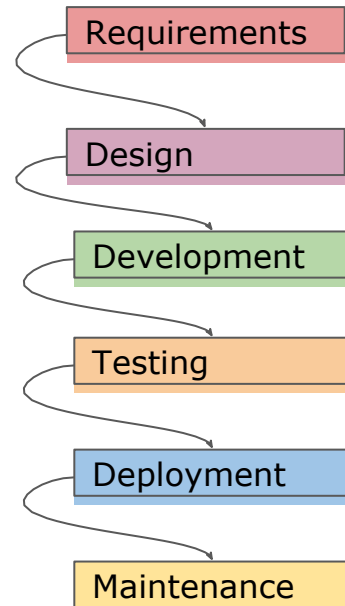 Requirements
Design
Development
Testing
Deployment
Maintenance